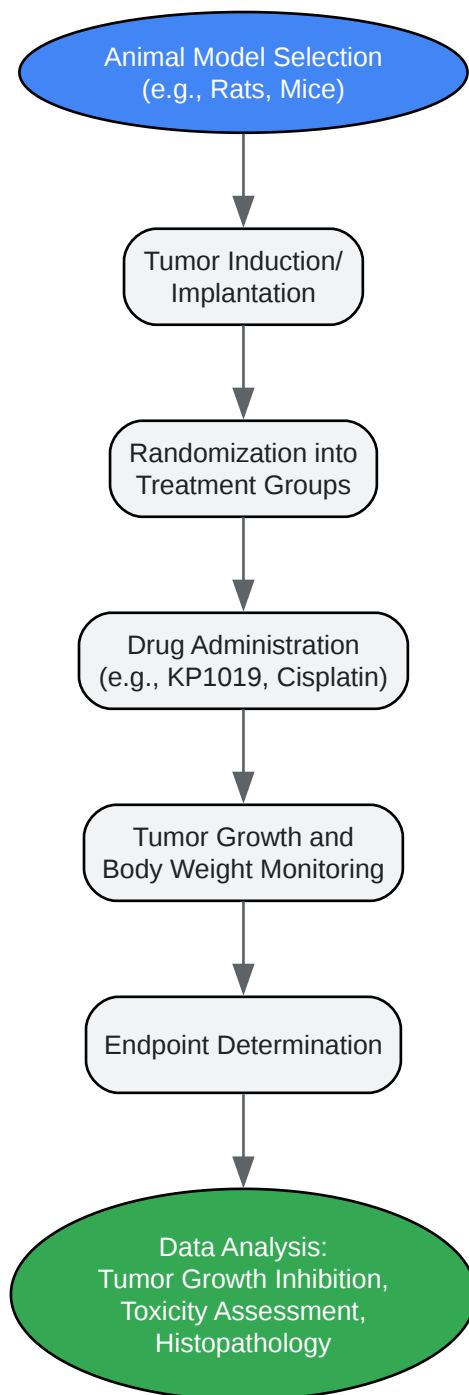 Animal Model Selection
(e.g., Rats, Mice)
Tumor Induction/
Implantation
Randomization into
Treatment Groups
Drug Administration
(e.g., KP1019, Cisplatin)
Tumor Growth and
Body Weight Monitoring
Endpoint Determination
Data Analysis:
Tumor Growth Inhibition,
Toxicity Assessment,
Histopathology